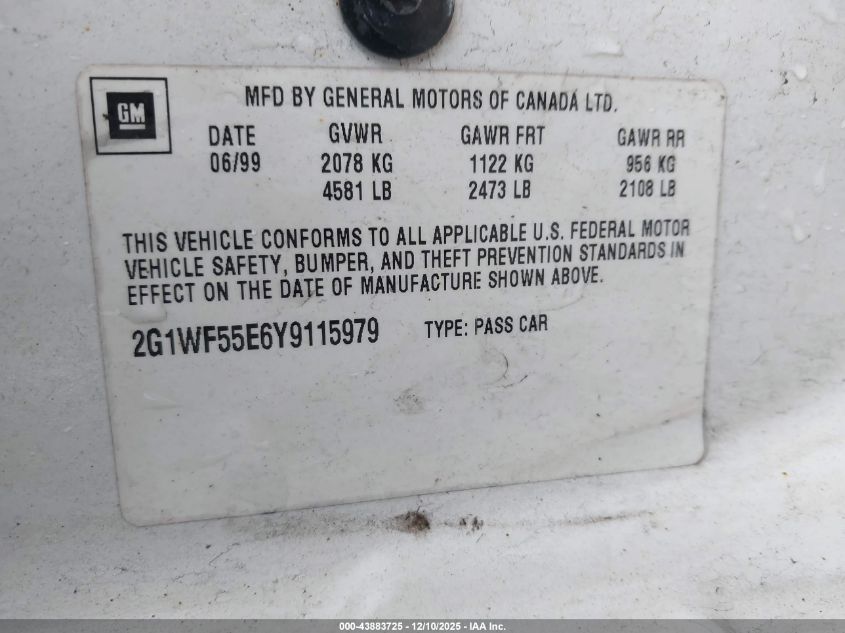 MFD BY GENERAL MOTORS OF CANADA LTD.
GM
DATE GVWR GAWR FRT GAWR RR
06/99 2078 KG 1122 KG 956 KG
4581 LB 2473 LB 2108 LB
THIS VEHICLE CONFORMS TO ALL APPLICABLE U.S. FEDERAL MOTOR
VEHICLE SAFETY, BUMPER, AND THEFT PREVENTION STANDARDS IN
EFFECT ON THE DATE OF MANUFACTURE SHOWN ABOVE.
2G1WF55E6Y9115979 TYPE: PASS CAR
000-43883725 - 12/10/2025 - IAA Inc.